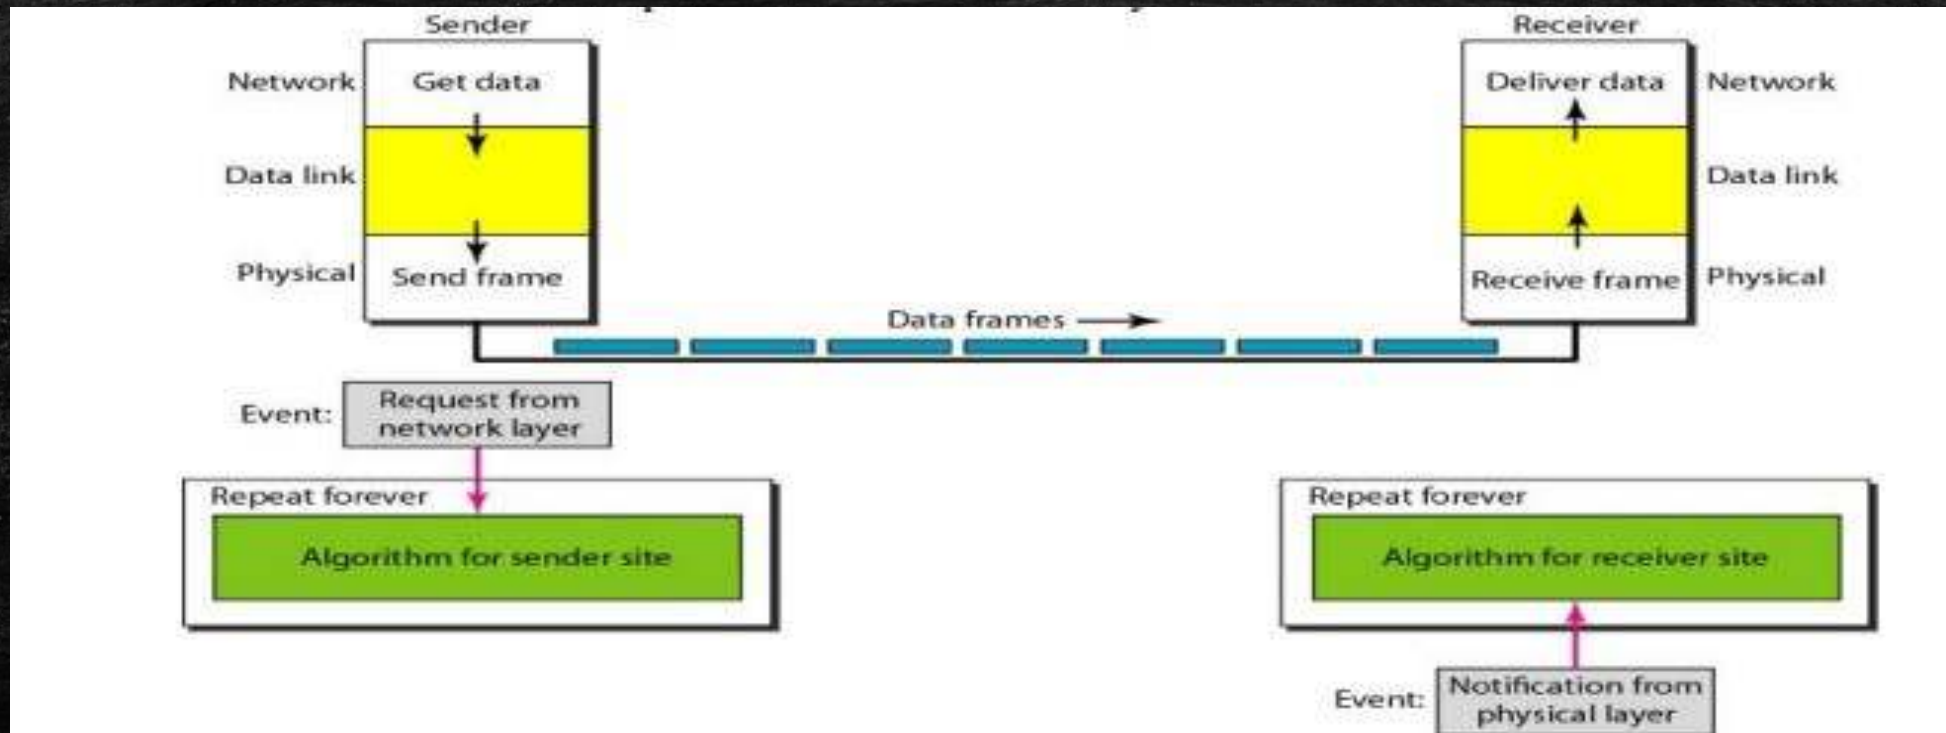 Sender
Receiver
Network
Get data
Deliver data
Network
Data link
Data link
Physical
Send frame
Receive frame
Physical
Data frames
Event:
Request from
network layer
Repeat forever
Algorithm for sender site
Repeat forever
Algorithm for receiver site
Event:
Notification from
physical layer